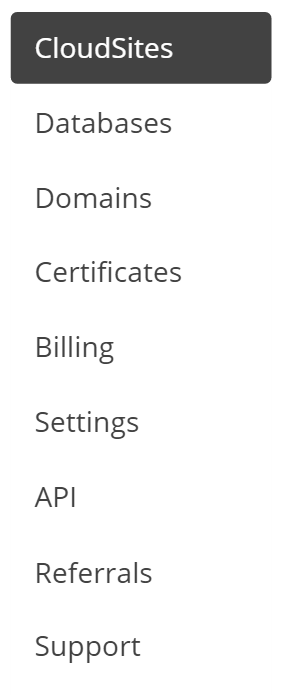 CloudSites
Databases
Domains
Certificates
Billing
Settings
API
Referrals
Support